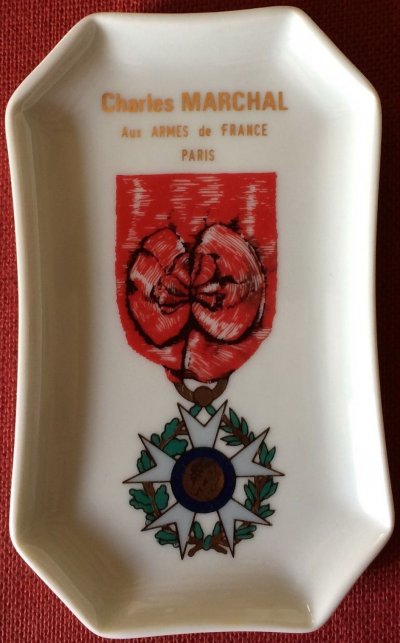 Charles MARCHAL
Aux ARMES de FRANCE
PARIS